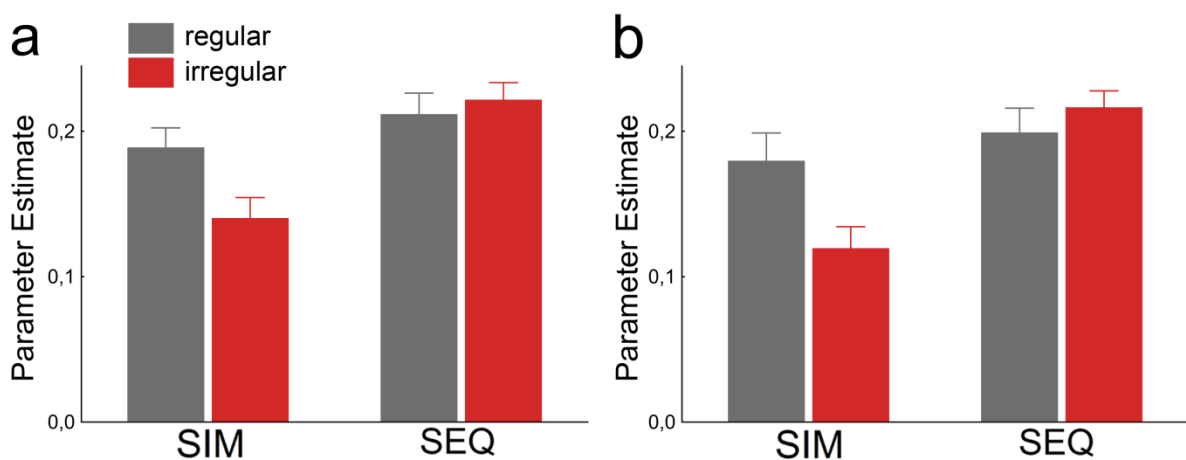 a
regular
irregular
Parameter Estimate
0,2
0,1
0,0
SIM
SEQ
b
Parameter Estimate
0,2
0,1
0,0
SIM
SEQ